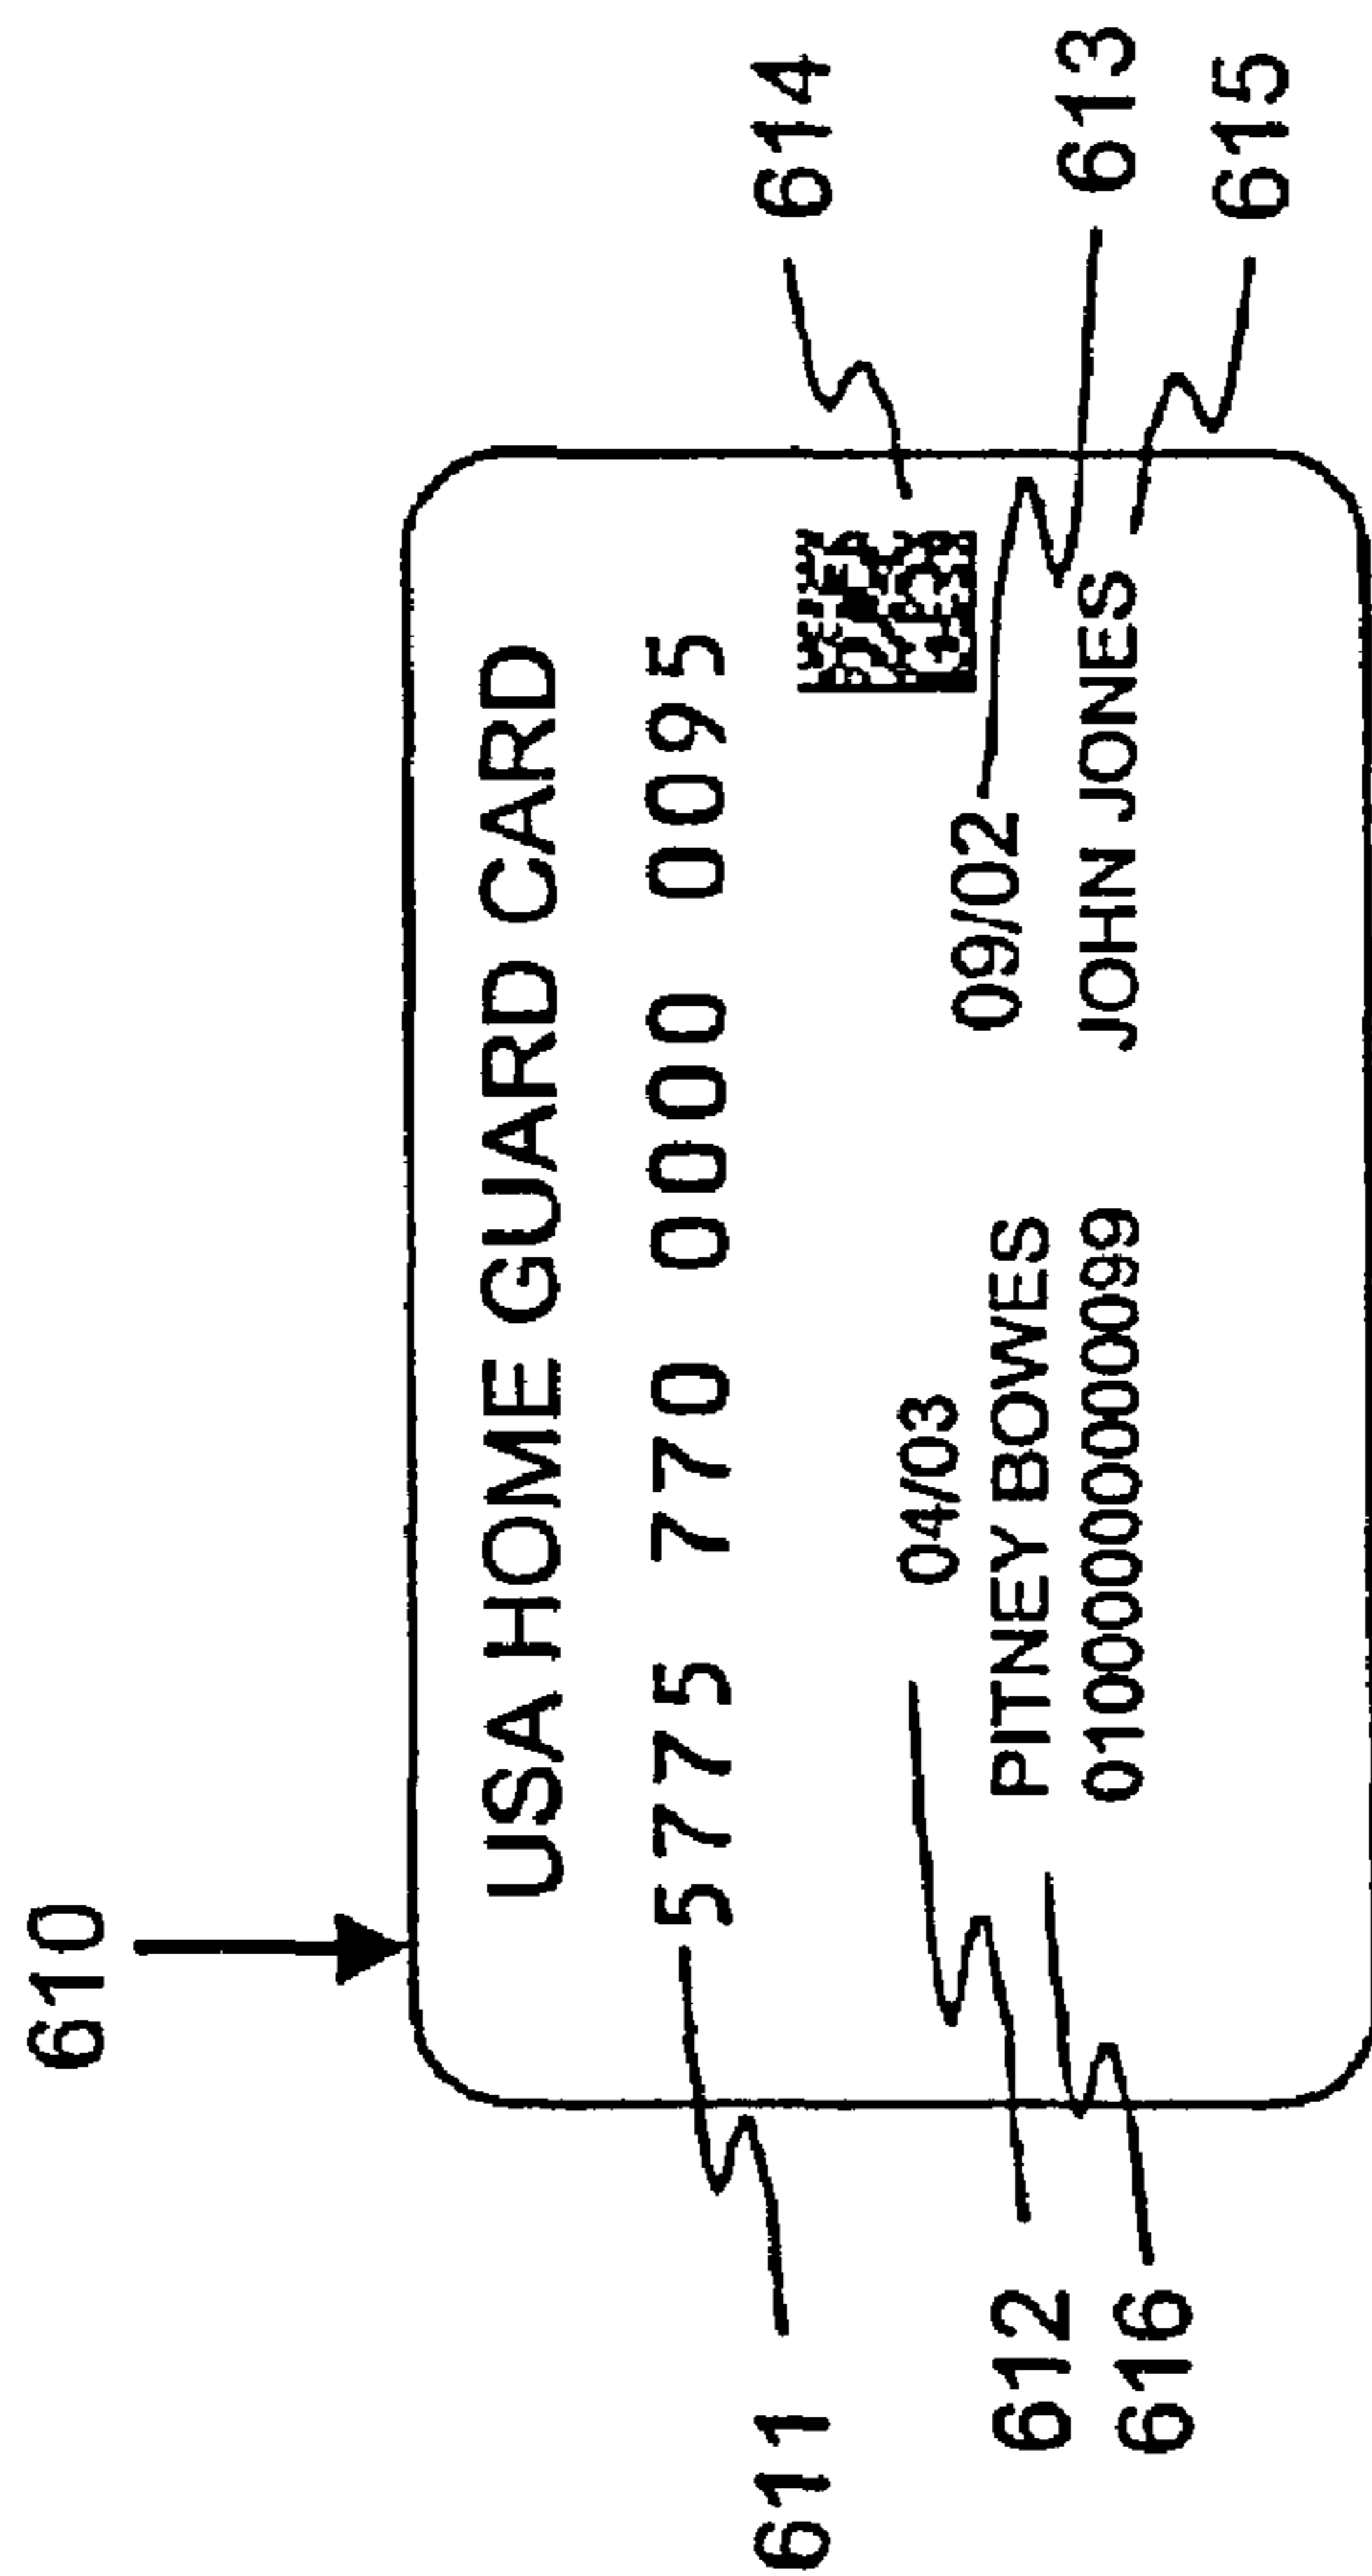 610
USA HOME GUARD CARD
5775 770 0000 0095
611
614
04/03
09/02
612
613
PITNEY BOWES
JOHN JONES
0100000000099
616
615